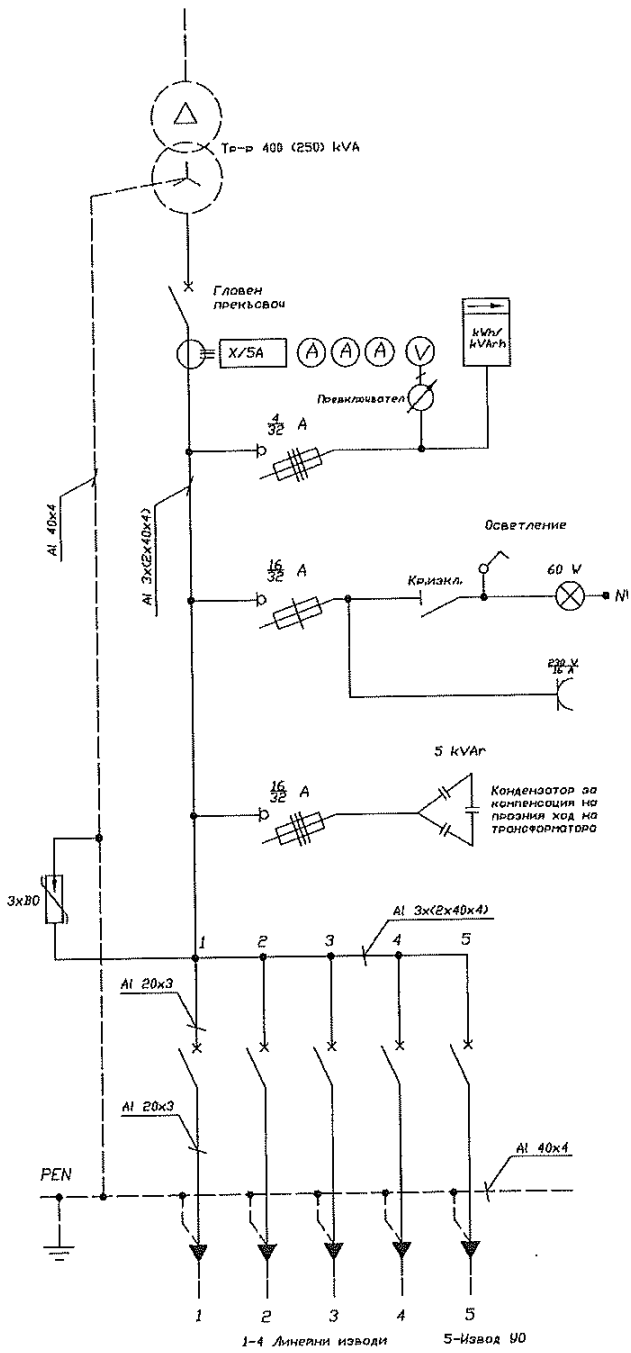 Тр-р 400 (250) kVA
Главен
прекъсвач
X/5A
A
A
A
V
kWh/
kVArh
Превключвател
4/32 A
Al 40x4
Al 3x(2x40x4)
Осветление
16/32 A
Кр.изкл.
60 W
N
230 V
16 A
5 kVAr
16/32 A
Кондензатор за
компенсация на
празния ход на
трансформатора
3xВО
Al 3x(2x40x4)
1 2 3 4 5
Al 20x3
Al 20x3
Al 40x4
PEN
1 2 3 4 5
1-4 Линейни изводи
5-Извод УО